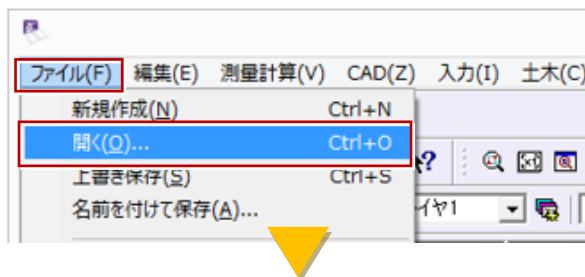 ファイル(F) 編集(E) 測量計算(V) CAD(Z) 入力(I) 土木(C)
新規作成(N) Ctrl+N
開く(O)... Ctrl+O
上書き保存(S) Ctrl+S
名前を付けて保存(A)... イヤ1